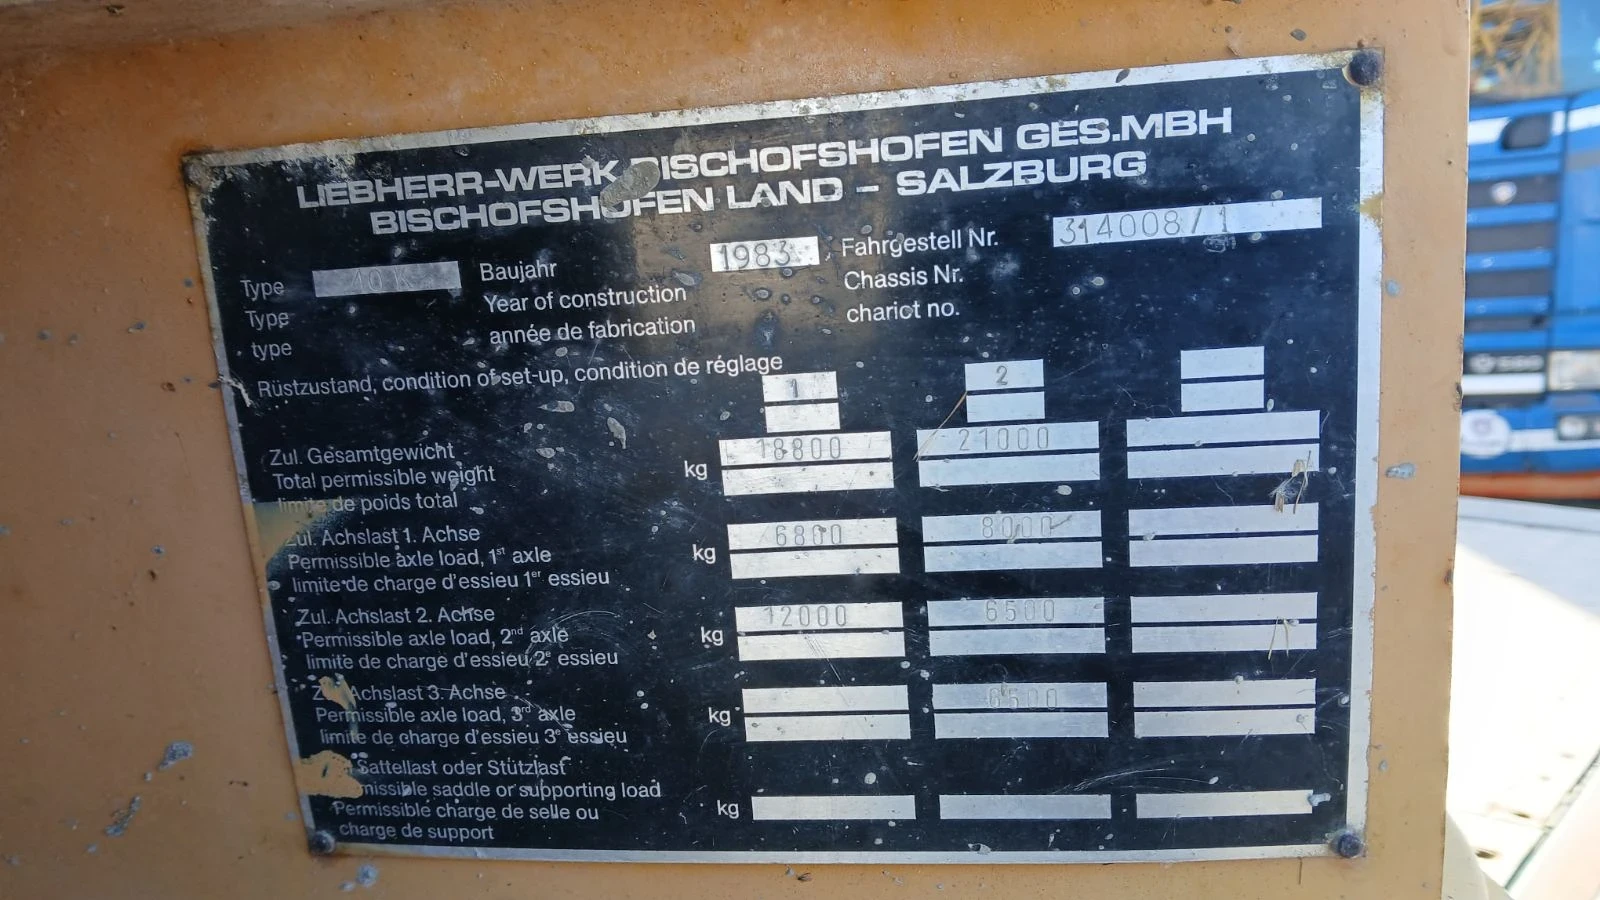 LIEBHERR-WERK BISCHOFSHOFEN GES.MBH
BISCHOFSHOFEN LAND – SALZBURG
Type 40 K Baujahr 1983 Fahrgestell Nr. 314008/1
Type Year of construction Chassis Nr.
type année de fabrication chariot no.
Rüstzustand, condition of set-up, condition de réglage 1 2
Zul. Gesamtgewicht
Total permissible weight kg 18800 21000
limite de poids total
Zul. Achslast 1. Achse
Permissible axle load, 1st axle kg 6800 8000
limite de charge d'essieu 1er essieu
Zul. Achslast 2. Achse
Permissible axle load, 2nd axle kg 12000 6500
limite de charge d'essieu 2e essieu
Zul. Achslast 3. Achse
Permissible axle load, 3rd axle kg 6500
limite de charge d'essieu 3e essieu
Sattellast oder Stützlast
missible saddle or supporting load kg
Permissible charge de selle ou
charge de support